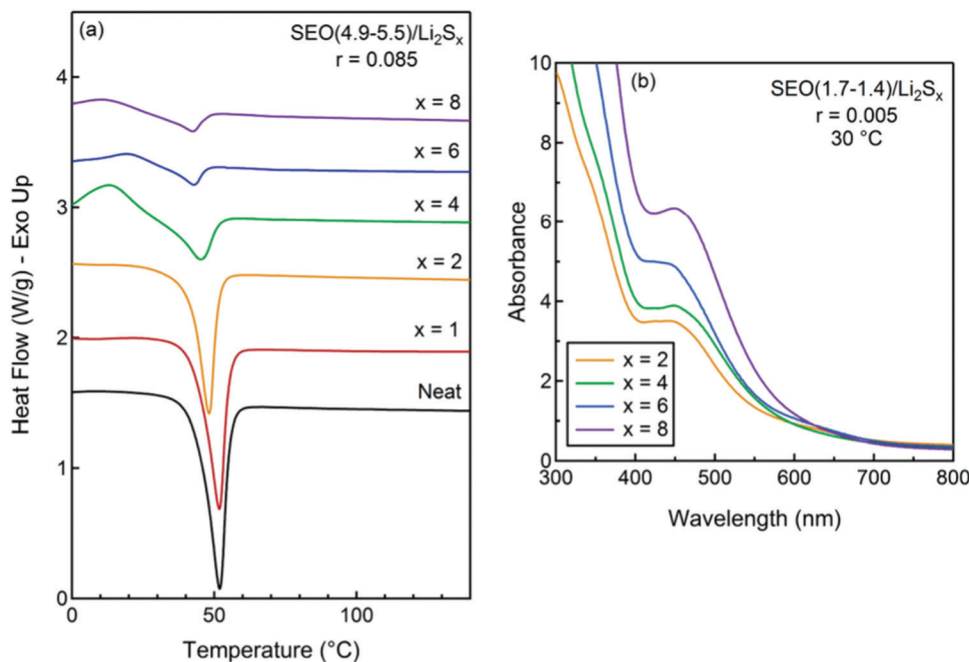 (a)
SEO(4.9-5.5)/Li₂Sₓ
r = 0.085
4
3
2
1
0
x = 8
x = 6
x = 4
x = 2
x = 1
Neat
Heat Flow (W/g) - Exo Up
0 50 100
Temperature (°C)
(b)
SEO(1.7-1.4)/Li₂Sₓ
r = 0.005
30 °C
10
8
6
4
2
0
x = 2
x = 4
x = 6
x = 8
Absorbance
300 400 500 600 700 800
Wavelength (nm)